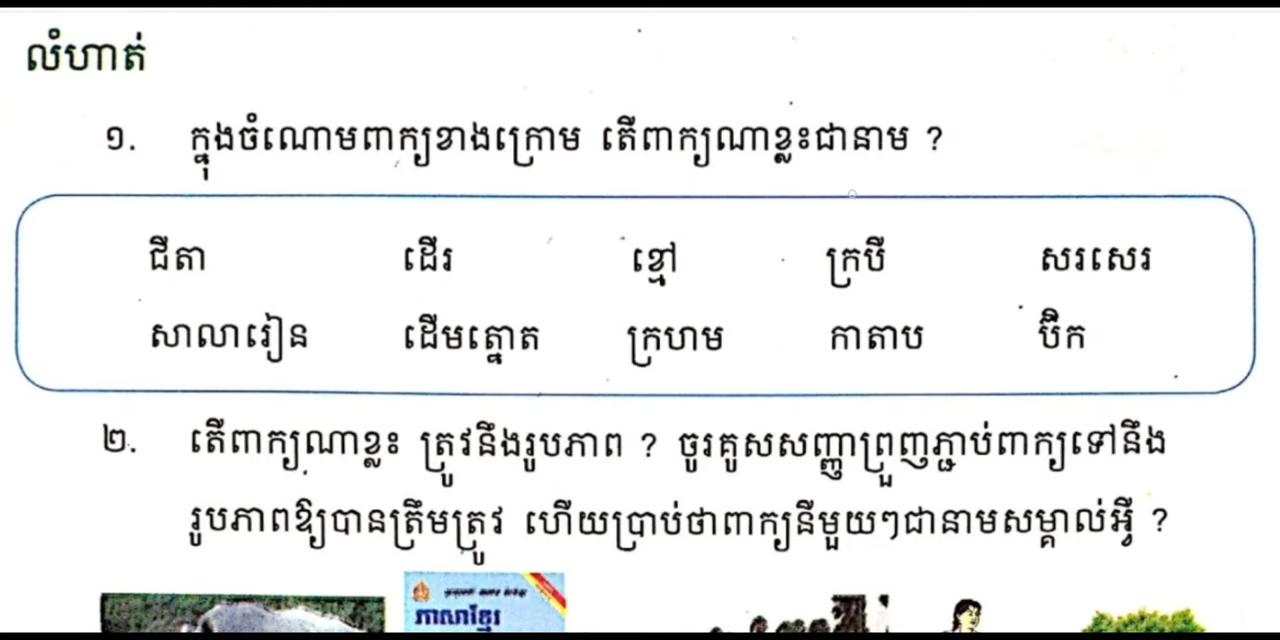 លំហាត់
១. ក្នុងចំណោមពាក្យខាងក្រោម តើពាក្យណាខ្លះជានាម ?
ជីតា ដើរ ខ្មៅ ក្របី សរសេរ
សាលារៀន ដើមត្នោត ក្រហម កាតាប ប៊ិក
២. តើពាក្យណាខ្លះ ត្រូវនឹងរូបភាព ? ចូរគូសសញ្ញាព្រួញភ្ជាប់ពាក្យទៅនឹង
រូបភាពឱ្យបានត្រឹមត្រូវ ហើយប្រាប់ថាពាក្យនីមួយៗជានាមសម្គាល់អ្វី ?
ភាសាខ្មែរ